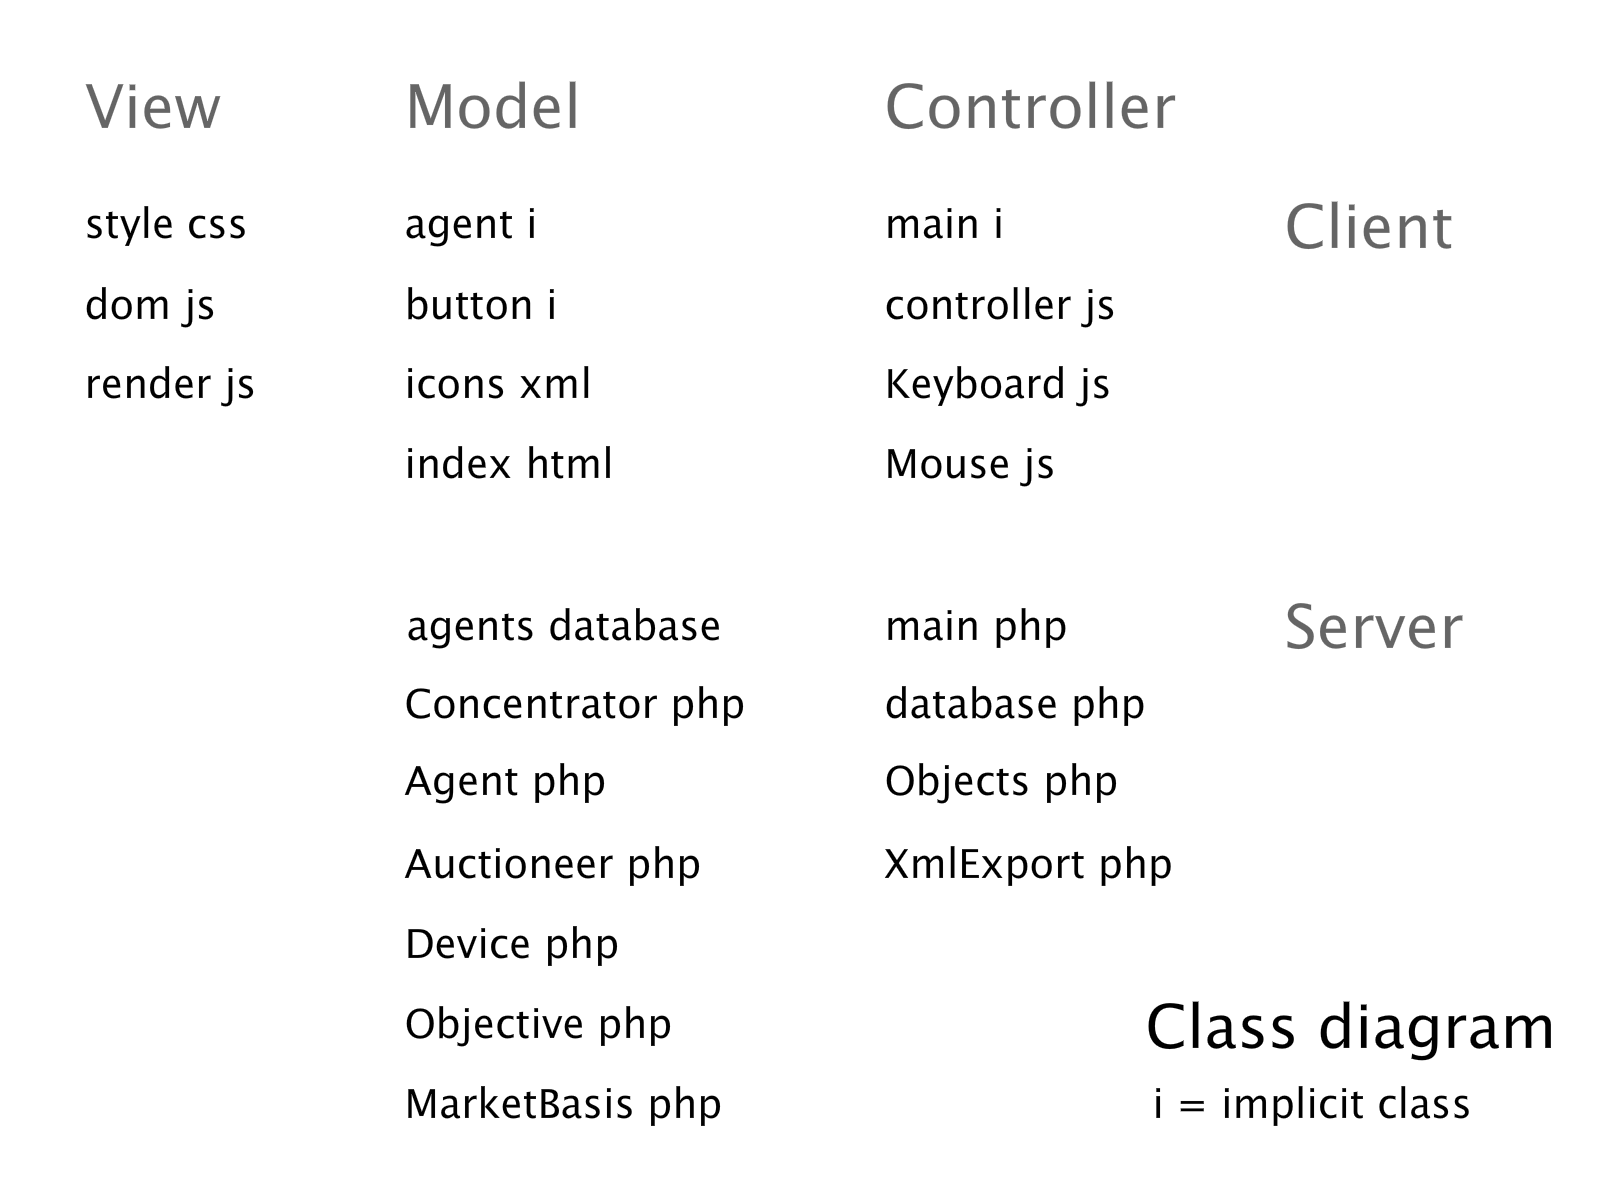 View Model Controller
style css agent i main i Client
dom js button i controller js
render js icons xml Keyboard js
index html Mouse js
agents database main php Server
Concentrator php database php
Agent php Objects php
Auctioneer php XmlExport php
Device php
Objective php Class diagram
MarketBasis php i = implicit class